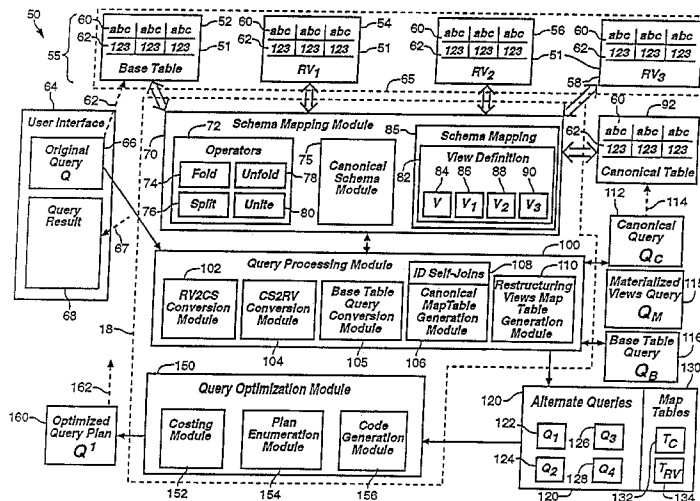 50
55
60 abc abc abc 52
62 123 123 123 51
Base Table
60 abc abc abc 54
62 123 123 123 51
RV1
60 abc abc abc 56
62 123 123 123 51
RV2
60 abc abc abc
62
123 123 123
RV3
58
65
64
62
User Interface
66
Original Query Q
Query Result
67
68
70
Schema Mapping Module
72
Operators
74 Fold Unfold 78
76 Split Unite 80
75
Canonical Schema Module
85
Schema Mapping
82 View Definition
84 86 88 90
V V1 V2 V3
60 92
62 abc abc abc
123 123 123
Canonical Table
112 114
Canonical Query QC
Materialized Views Query QM
115
Base Table Query QB
116
100
Query Processing Module
102
RV2CS Conversion Module
CS2RV Conversion Module
104
Base Table Query Conversion Module
105
ID Self-Joins 108
Canonical MapTable Generation Module
106
110
Restructuring Views Map Table Generation Module
18
150
Query Optimization Module
Costing Module
152
Plan Enumeration Module
154
Code Generation Module
156
162
160
Optimized Query Plan Q1
130
120
Alternate Queries
122 Q1
126 Q3
124 Q2
128 Q4
120
Map Tables
TC
TRV
132 134